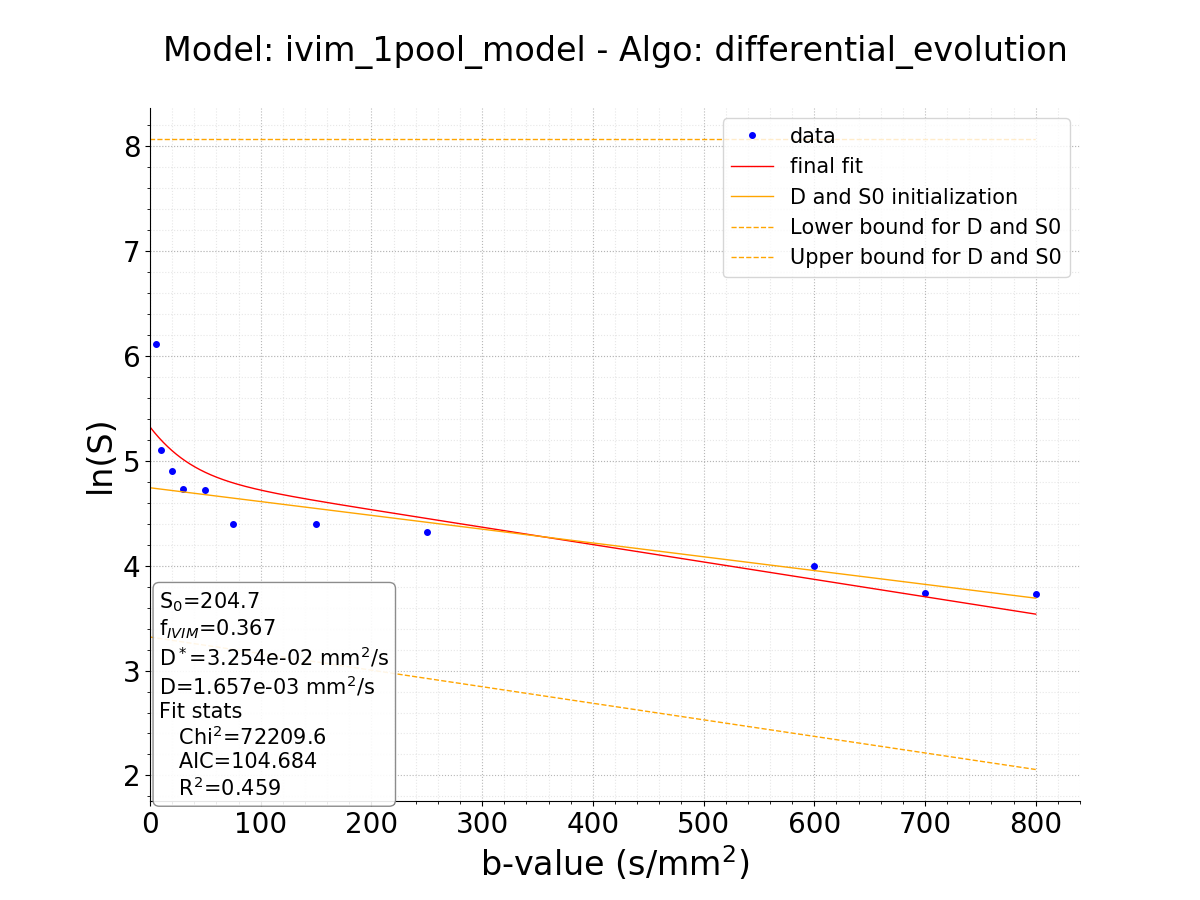 Model: ivim_1pool_model - Algo: differential_evolution
data
final fit
D and S0 initialization
Lower bound for D and S0
Upper bound for D and S0
8
7
6
5
4
3
2
ln(S)
S₀=204.7
f_IVIM=0.367
D*=3.254e-02 mm²/s
D=1.657e-03 mm²/s
Fit stats
Chi²=72209.6
AIC=104.684
R²=0.459
0 100 200 300 400 500 600 700 800
b-value (s/mm²)